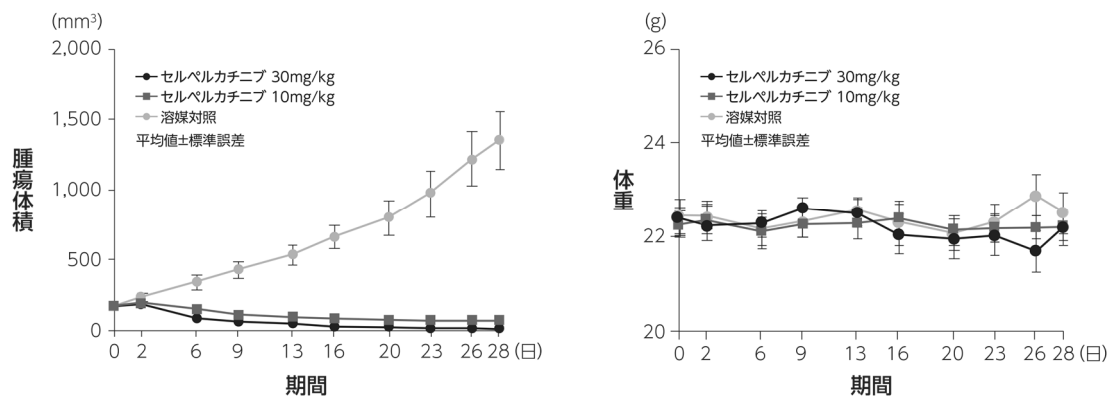 (mm³)
2,000
1,500
1,000
500
0
腫瘍体積
セルペルカチニブ 30mg/kg
セルペルカチニブ 10mg/kg
溶媒対照
平均値±標準誤差
0 2 6 9 13 16 20 23 26 28 (日)
期間
(g)
26
24
22
20
体重
セルペルカチニブ 30mg/kg
セルペルカチニブ 10mg/kg
溶媒対照
平均値±標準誤差
0 2 6 9 13 16 20 23 26 28 (日)
期間